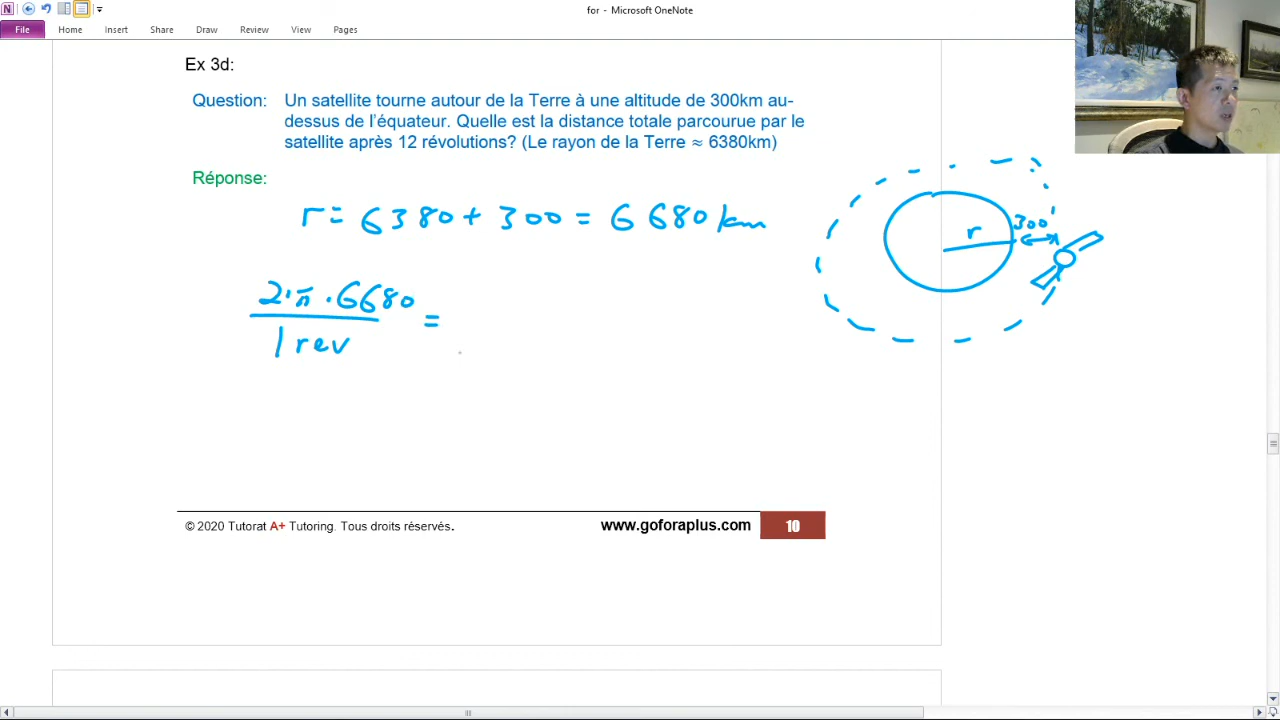 for - Microsoft OneNote
File Home Insert Share Draw Review View Pages
Ex 3d:
Question: Un satellite tourne autour de la Terre à une altitude de 300km au-
dessus de l'équateur. Quelle est la distance totale parcourue par le
satellite après 12 révolutions? (Le rayon de la Terre ≈ 6380km)
Réponse:
r = 6380 + 300 = 6680 km
r
300
2·π·6680
1 rev
=
© 2020 Tutorat A+ Tutoring. Tous droits réservés.
www.goforaplus.com 10